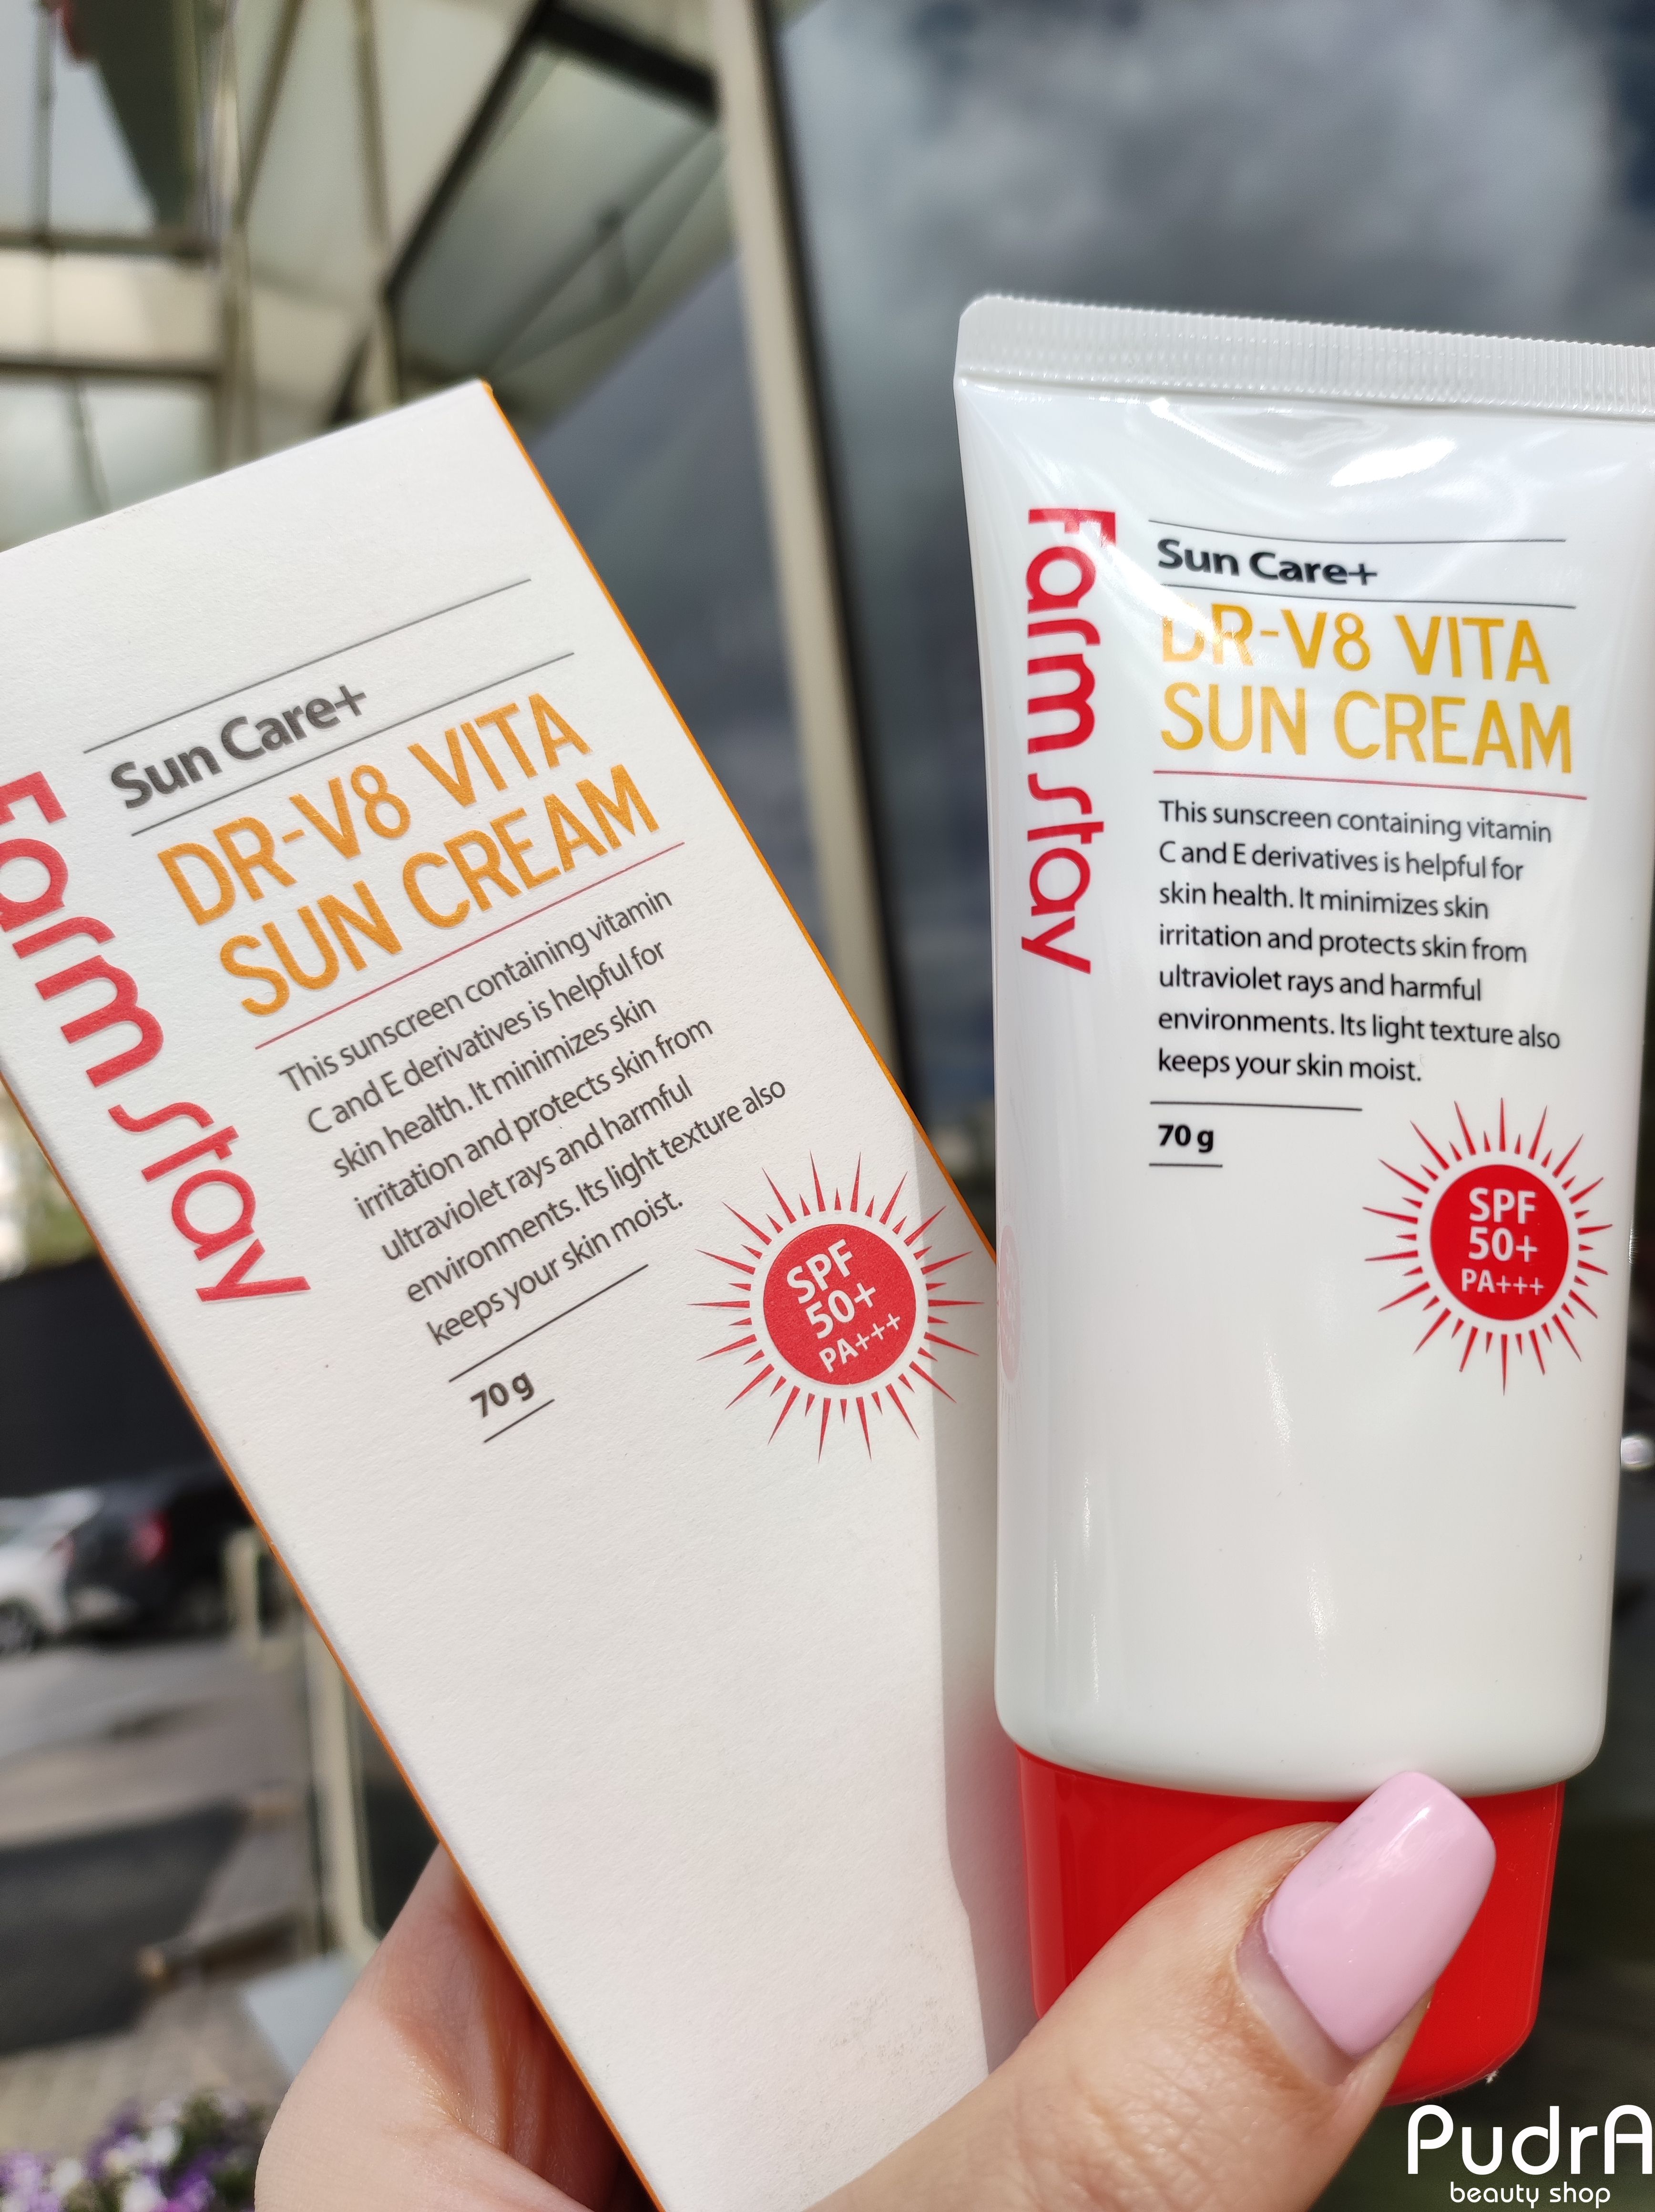 Farm stay
Sun Care+
DR-V8 VITA
SUN CREAM
This sunscreen containing vitamin
C and E derivatives is helpful for
skin health. It minimizes skin
irritation and protects skin from
ultraviolet rays and harmful
environments. Its light texture also
keeps your skin moist.
70 g
SPF
50+
PA+++
Farm stay
Sun Care+
DR-V8 VITA
SUN CREAM
This sunscreen containing vitamin
C and E derivatives is helpful for
skin health. It minimizes skin
irritation and protects skin from
ultraviolet rays and harmful
environments. Its light texture also
keeps your skin moist.
70 g
SPF
50+
PA+++
PudrA
beauty shop